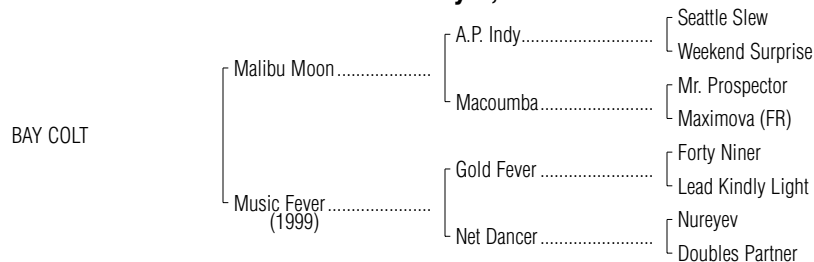 Seattle Slew
A.P. Indy
Weekend Surprise
Malibu Moon
Mr. Prospector
Macoumba
Maximova (FR)
BAY COLT
Forty Niner
Gold Fever
Lead Kindly Light
Music Fever
(1999)
Nureyev
Net Dancer
Doubles Partner